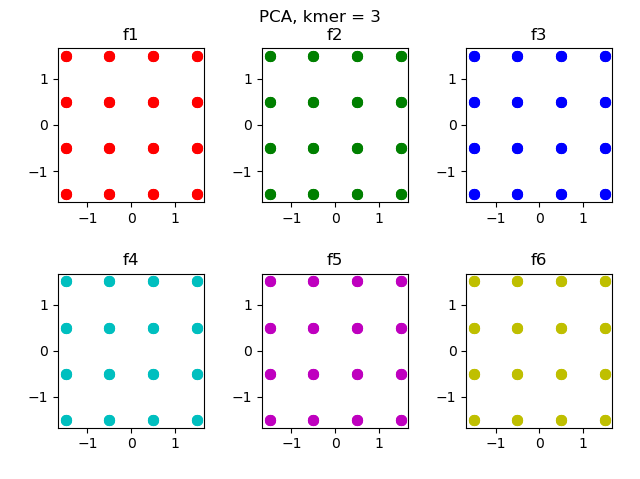 PCA, kmer = 3
f1 f2 f3
1 1 1
0 0 0
−1 −1 −1
−1 0 1 −1 0 1 −1 0 1
f4 f5 f6
1 1 1
0 0 0
−1 −1 −1
−1 0 1 −1 0 1 −1 0 1